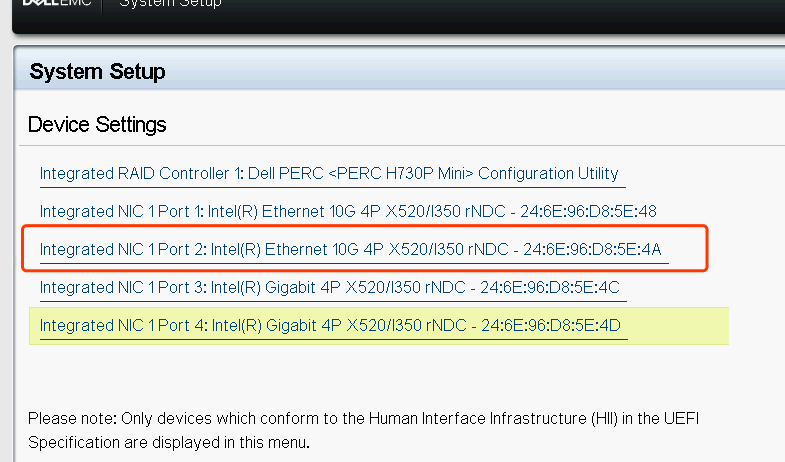 DELLEMC System Setup
System Setup
Device Settings
Integrated RAID Controller 1: Dell PERC <PERC H730P Mini> Configuration Utility
Integrated NIC 1 Port 1: Intel(R) Ethernet 10G 4P X520/I350 rNDC - 24:6E:96:D8:5E:48
Integrated NIC 1 Port 2: Intel(R) Ethernet 10G 4P X520/I350 rNDC - 24:6E:96:D8:5E:4A
Integrated NIC 1 Port 3: Intel(R) Gigabit 4P X520/I350 rNDC - 24:6E:96:D8:5E:4C
Integrated NIC 1 Port 4: Intel(R) Gigabit 4P X520/I350 rNDC - 24:6E:96:D8:5E:4D
Please note: Only devices which conform to the Human Interface Infrastructure (HII) in the UEFI
Specification are displayed in this menu.